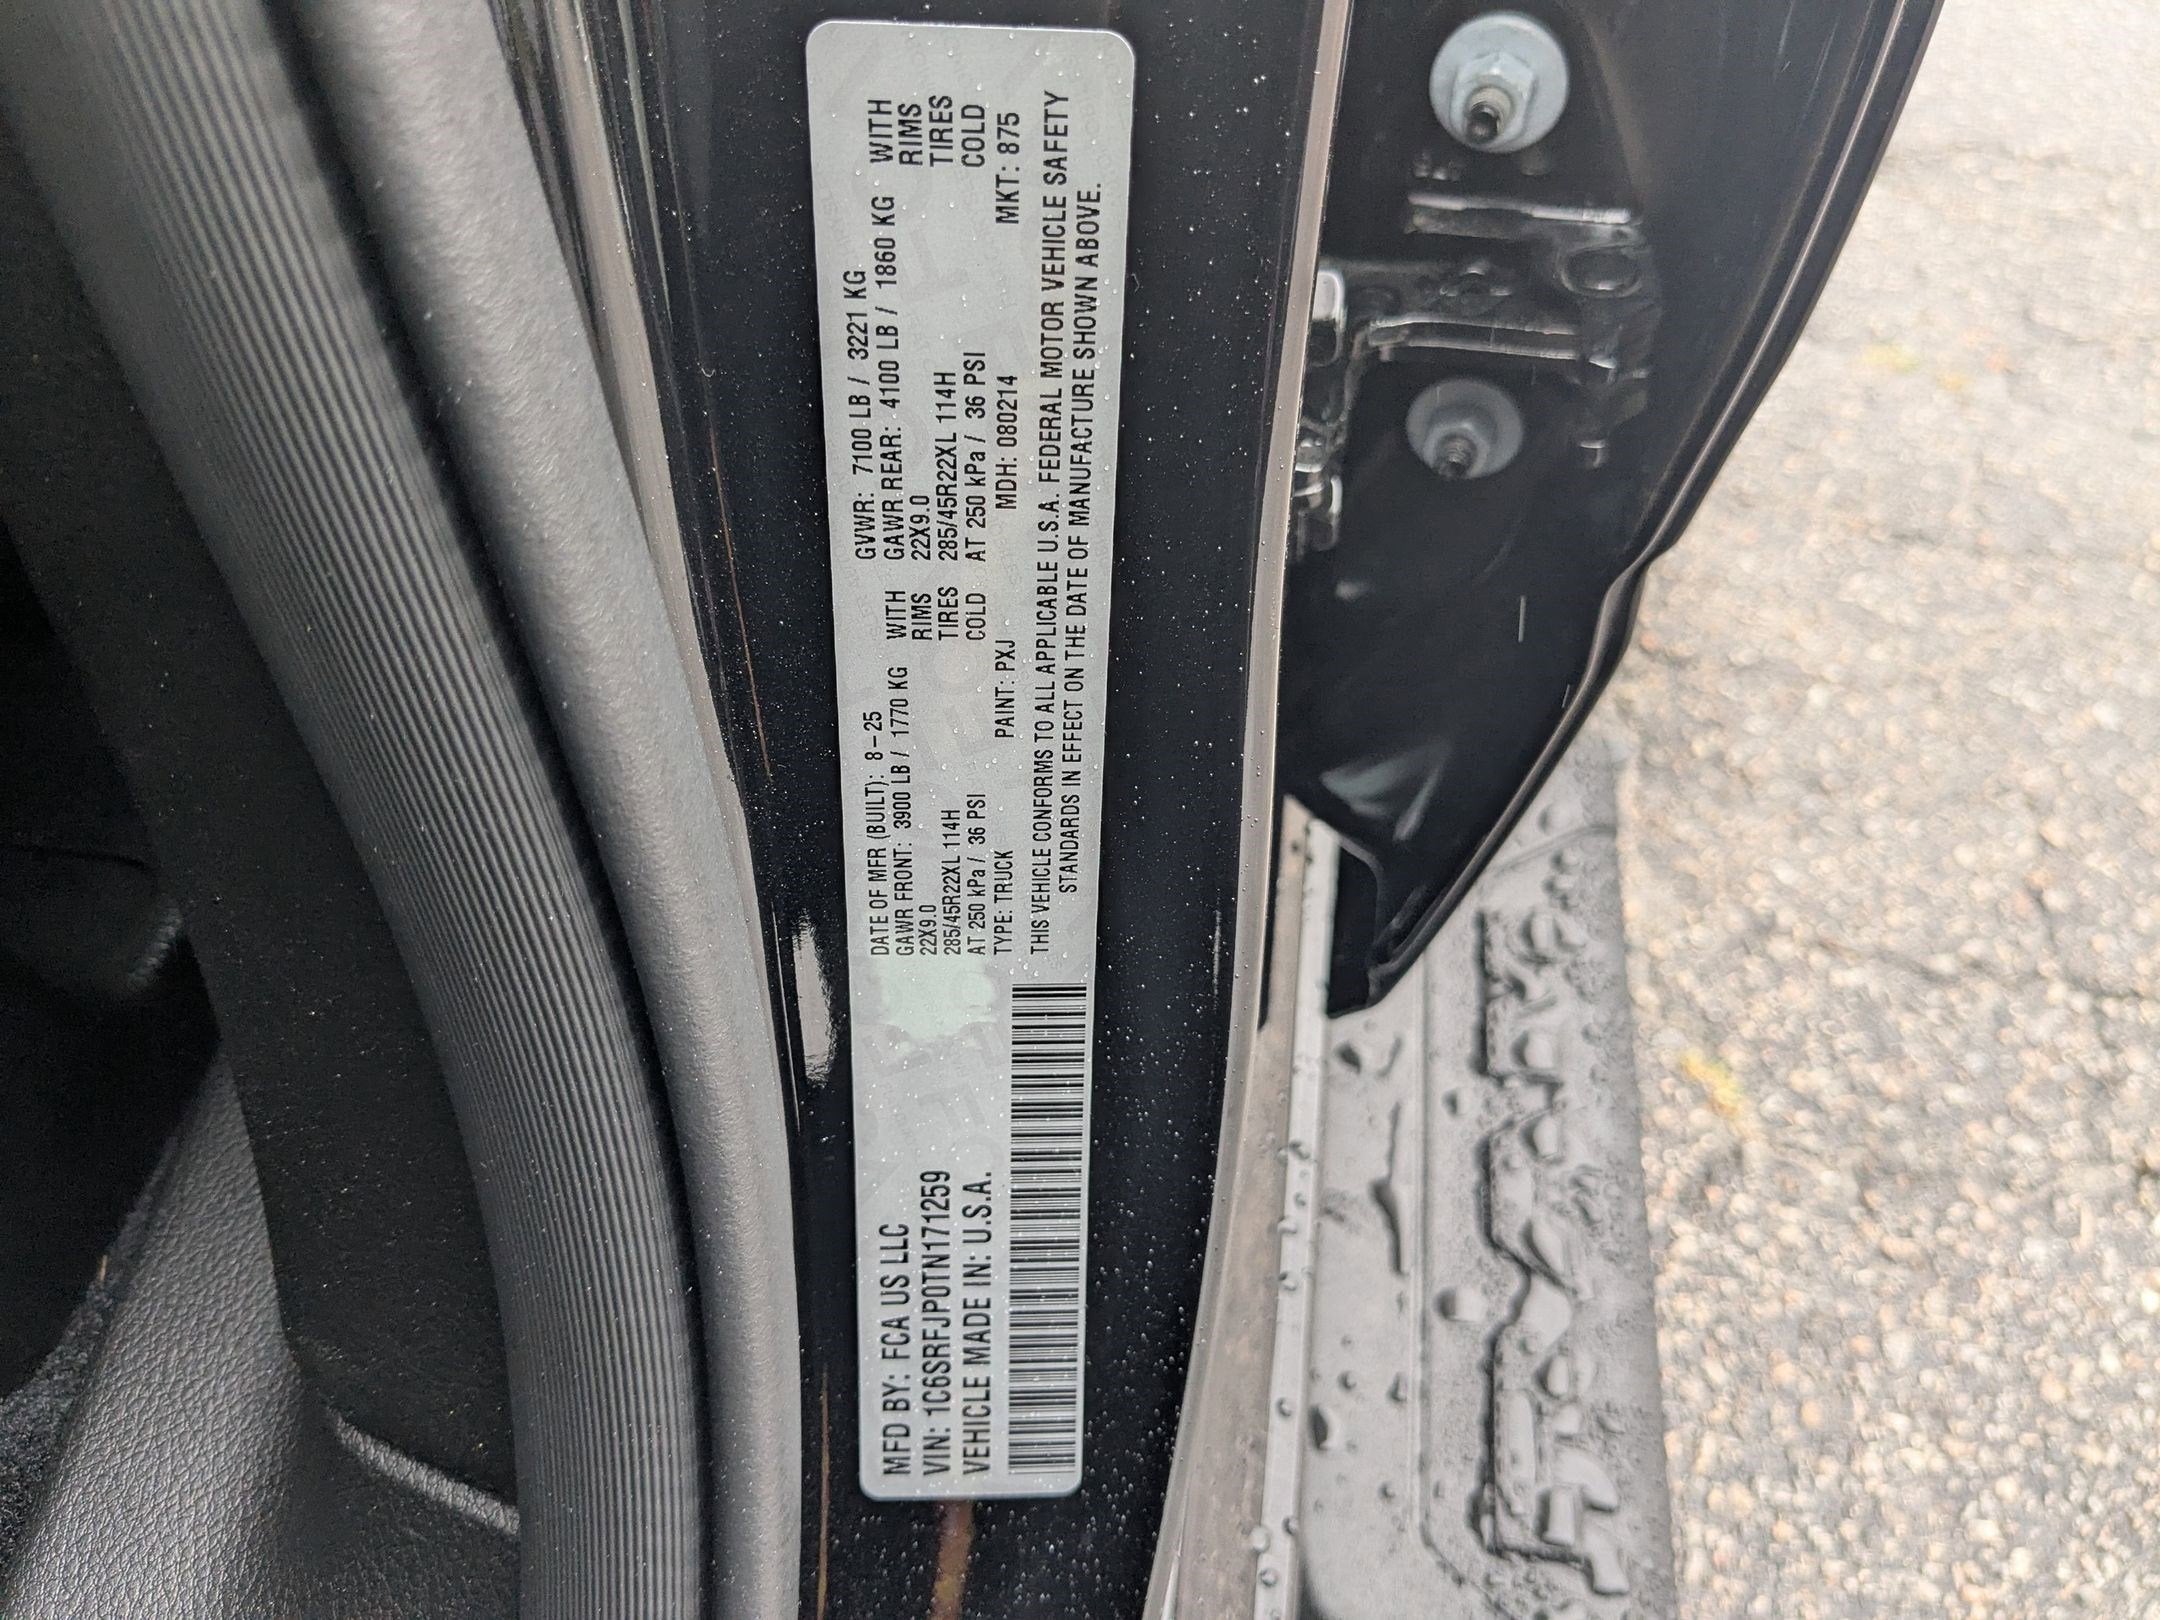 MFD BY: FCA US LLC
VIN: 1C6SRFJP0TN171259
VEHICLE MADE IN: U.S.A.
DATE OF MFR (BUILT): 8-25 GVWR: 7100 LB / 3221 KG
GAWR FRONT: 3900 LB / 1770 KG WITH GAWR REAR: 4100 LB / 1860 KG WITH
22X9.0 RIMS 22X9.0 RIMS
285/45R22XL 114H TIRES 285/45R22XL 114H TIRES
AT 250 kPa / 36 PSI COLD AT 250 kPa / 36 PSI COLD
TYPE: TRUCK PAINT: PXJ MDH: 080214 MKT: 875
THIS VEHICLE CONFORMS TO ALL APPLICABLE U.S.A. FEDERAL MOTOR VEHICLE SAFETY
STANDARDS IN EFFECT ON THE DATE OF MANUFACTURE SHOWN ABOVE.